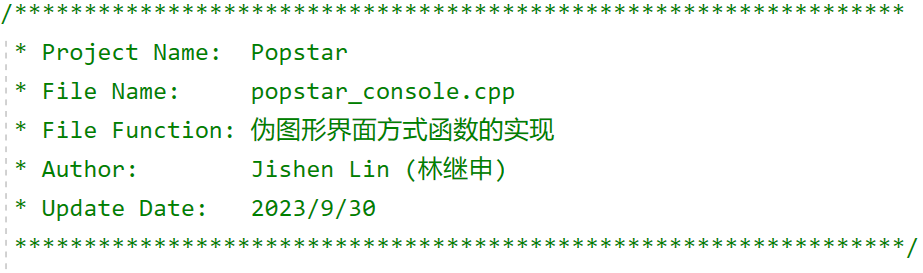 /****************************************************************
* Project Name:  Popstar
* File Name:     popstar_console.cpp
* File Function: 伪图形界面方式函数的实现
* Author:        Jishen Lin (林继申)
* Update Date:   2023/9/30
****************************************************************/